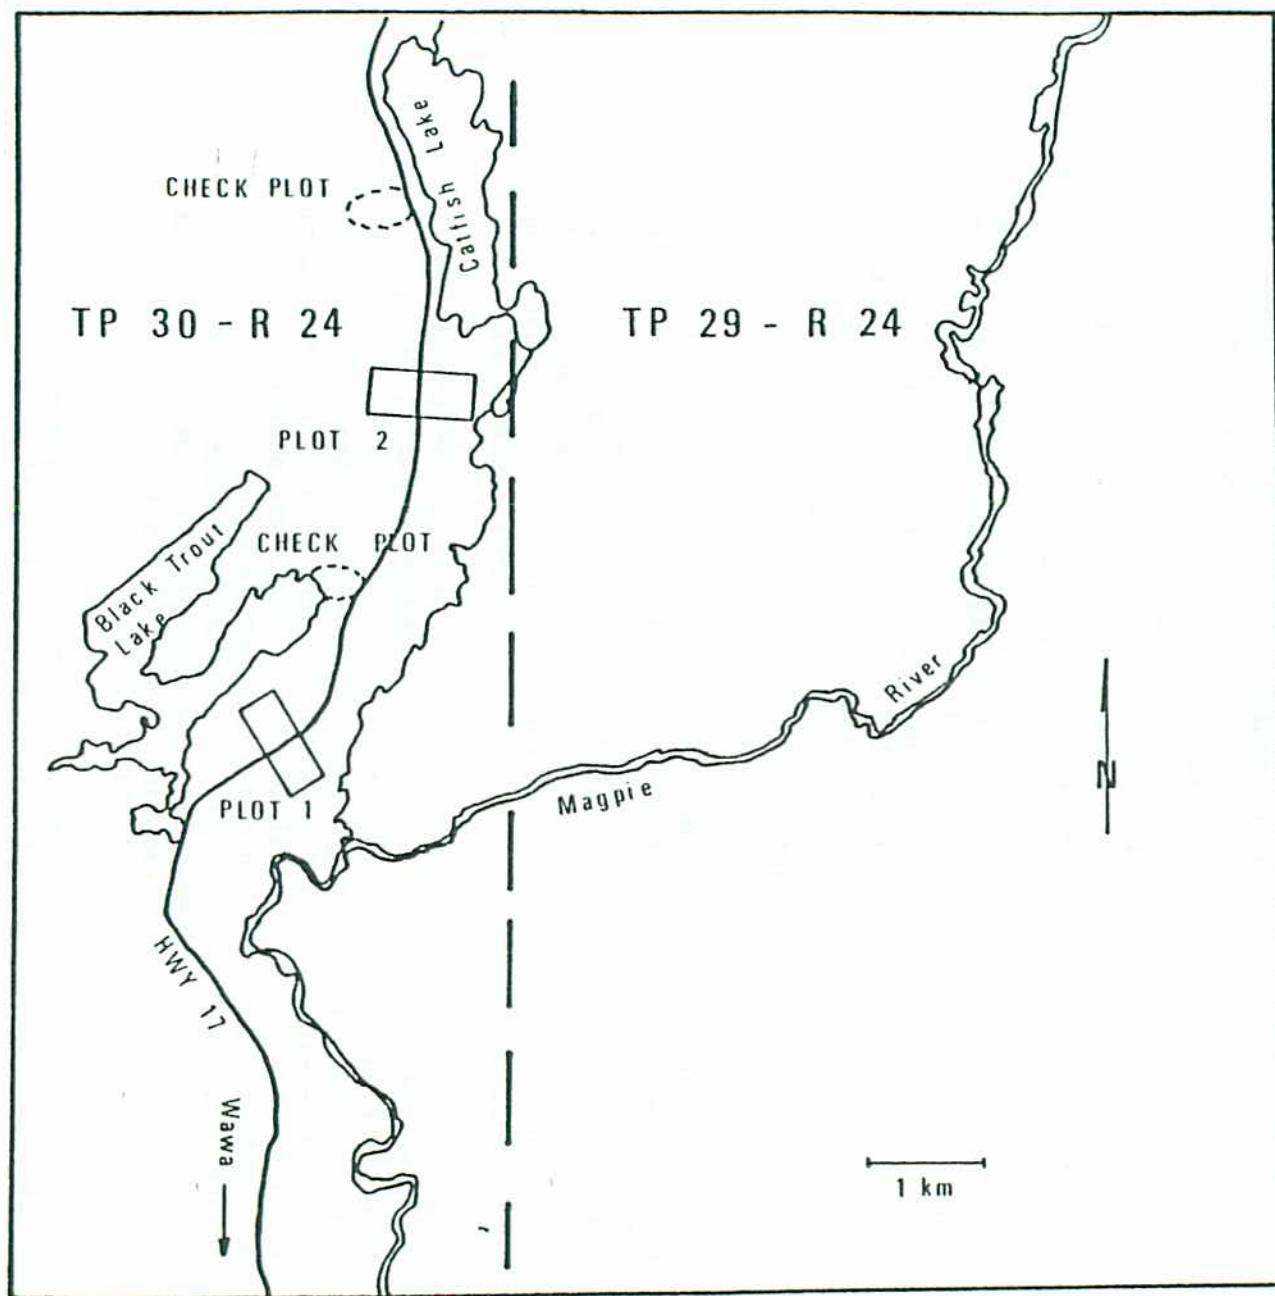 Catfish Lake
CHECK PLOT
TP 30 - R 24
TP 29 - R 24
PLOT 2
Black Trout
Lake
CHECK PLOT
River
N
Magpie
PLOT 1
HWY 17
Wawa
1 km